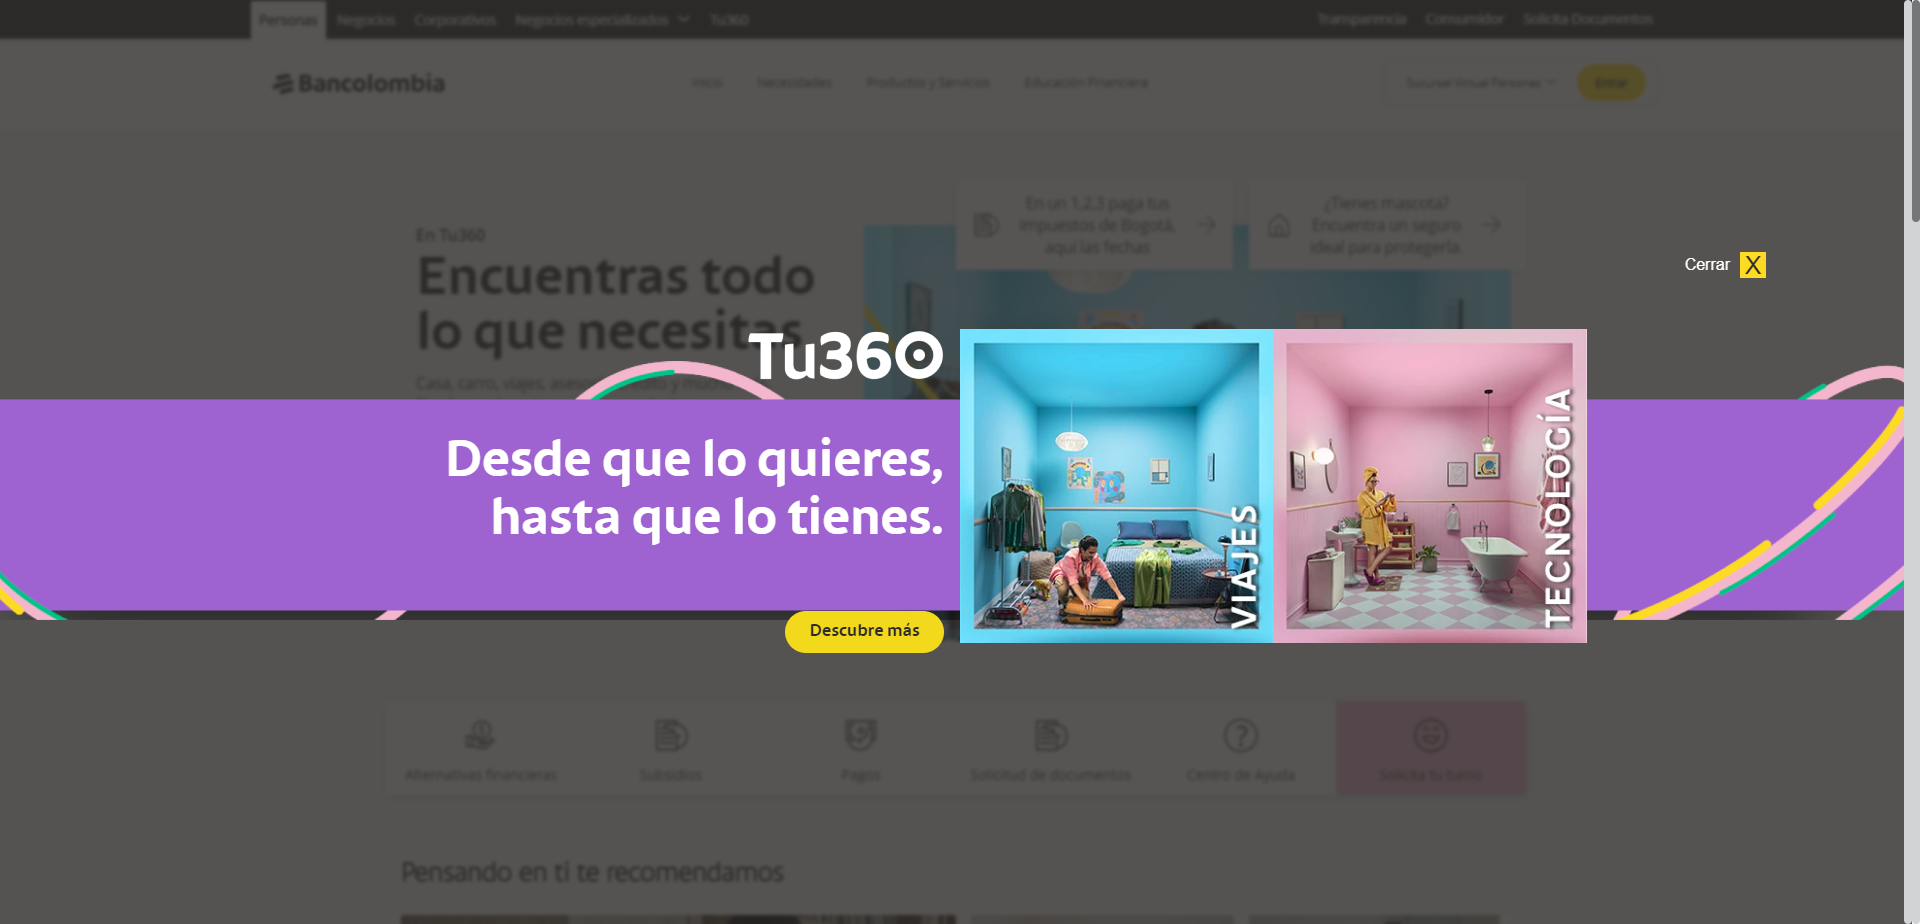 Personas Negocios Corporativos Negocios especializados Tu360 Transparencia Consumidor Solicita Documentos
Bancolombia Inicio Necesidades Productos y Servicios Educación Financiera Sucursal Virtual Personas Entrar
En un 1,2,3 paga tus
impuestos de Bogotá,
aquí las fechas
¿Tienes mascota?
Encuentra un seguro
ideal para protegerla.
En Tu360
Encuentras todo
lo que necesitas
Casa, carro, viajes,
Cerrar X
Tu360
Desde que lo quieres,
hasta que lo tienes.
Descubre más
VIAJES
TECNOLOGÍA
Alternativas financieras
Subsidios
Pagos
Solicitud de documentos
Centro de Ayuda
Solicita tu turno
Pensando en ti te recomendamos